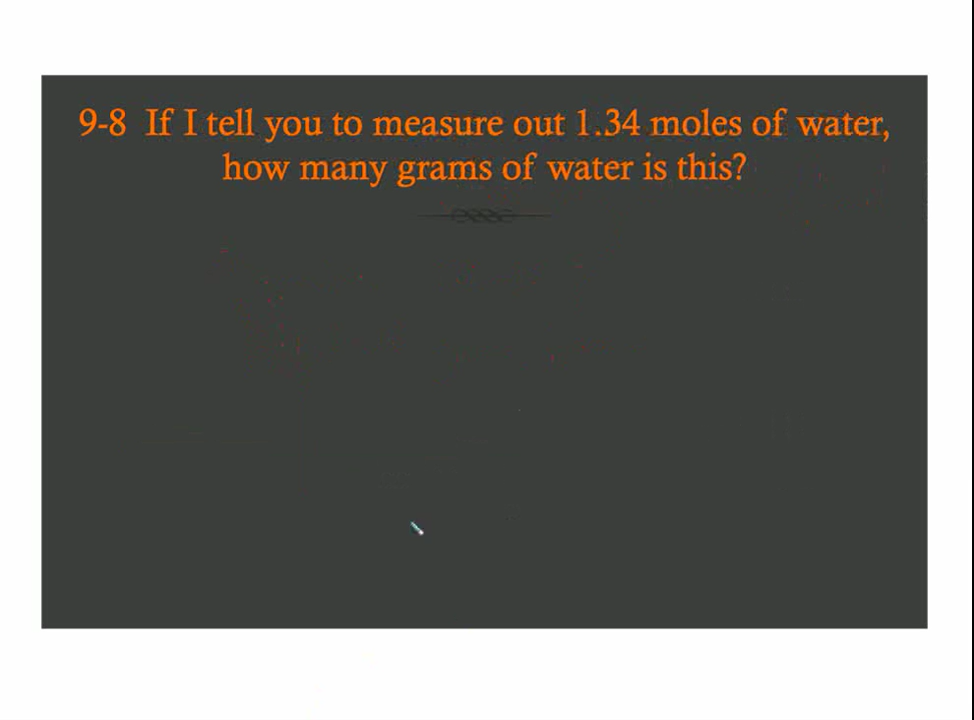 9-8 If I tell you to measure out 1.34 moles of water,
how many grams of water is this?